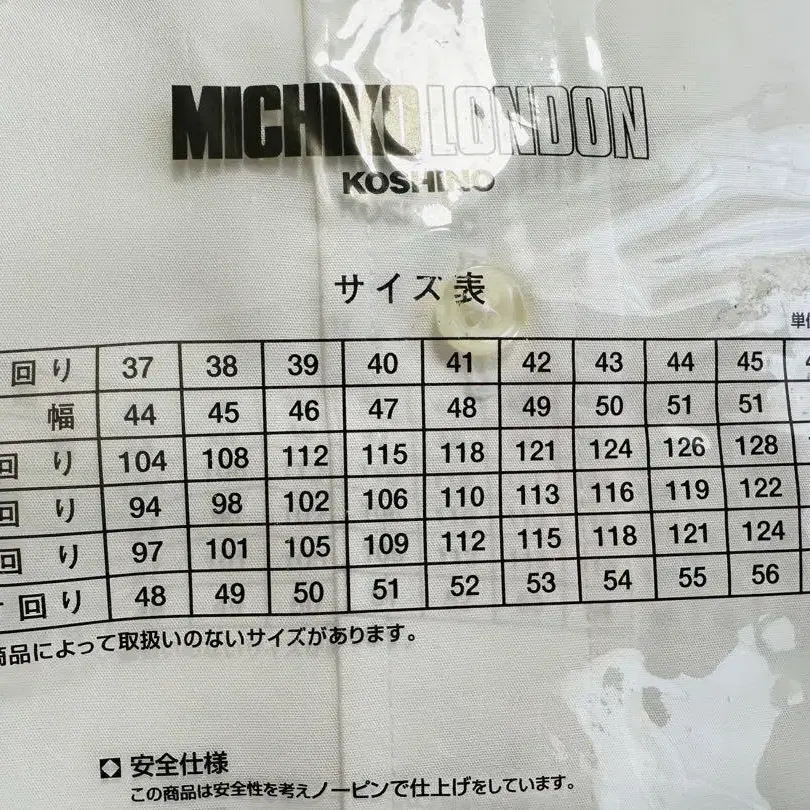 MICHIKO LONDON
KOSHINO
サイズ表
単位
回り 37 38 39 40 41 42 43 44 45
幅 44 45 46 47 48 49 50 51 51
回り 104 108 112 115 118 121 124 126 128
回り 94 98 102 106 110 113 116 119 122
回り 97 101 105 109 112 115 118 121 124
回り 48 49 50 51 52 53 54 55 56
商品によって取扱いのないサイズがあります。
安全仕様
この商品は安全性を考えノーピンで仕上げをしています。